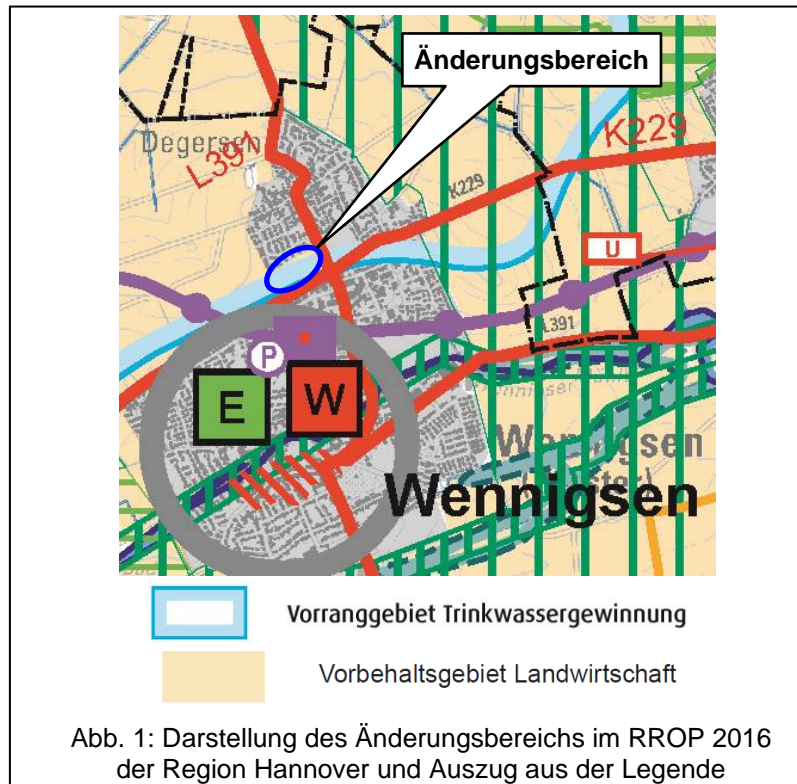 Änderungsbereich
Degersen
L391
K229
K229
U
L391
P
E
W
Wennigsen
Wennigsen
Vorranggebiet Trinkwassergewinnung
Vorbehaltsgebiet Landwirtschaft
Abb. 1: Darstellung des Änderungsbereichs im RROP 2016
der Region Hannover und Auszug aus der Legende